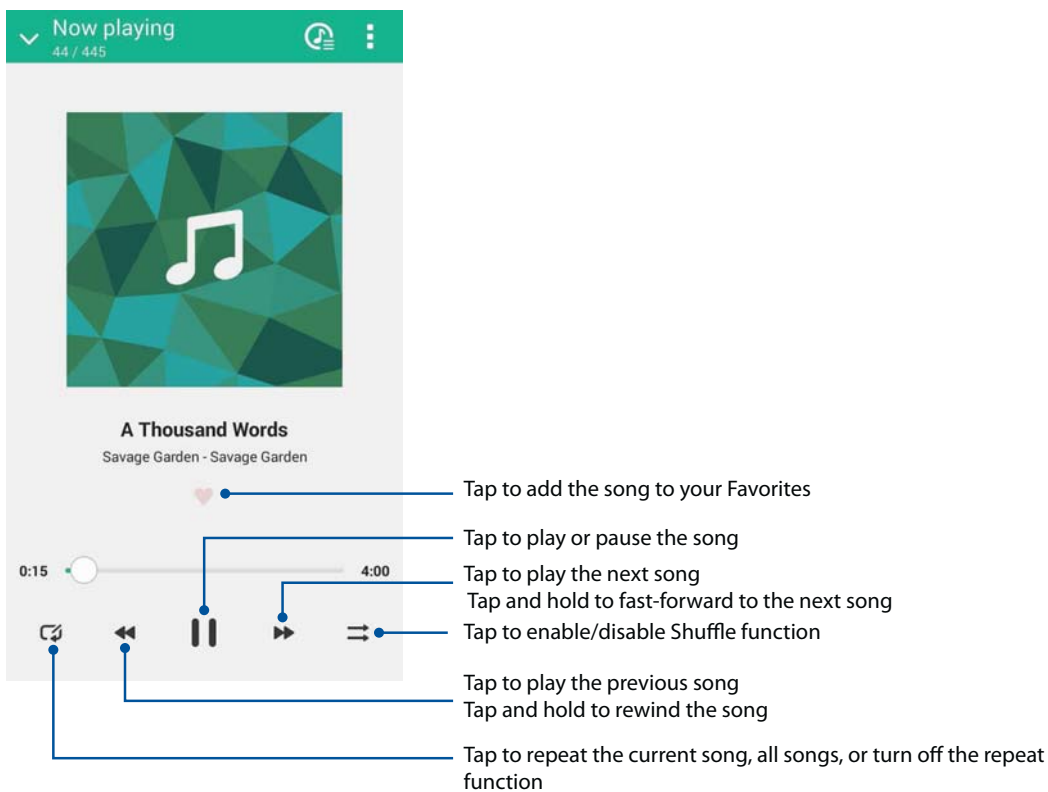 Now playing
44 / 445
A Thousand Words
Savage Garden - Savage Garden
Tap to add the song to your Favorites
Tap to play or pause the song
0:15
4:00
Tap to play the next song
Tap and hold to fast-forward to the next song
Tap to enable/disable Shuffle function
Tap to play the previous song
Tap and hold to rewind the song
Tap to repeat the current song, all songs, or turn off the repeat
function